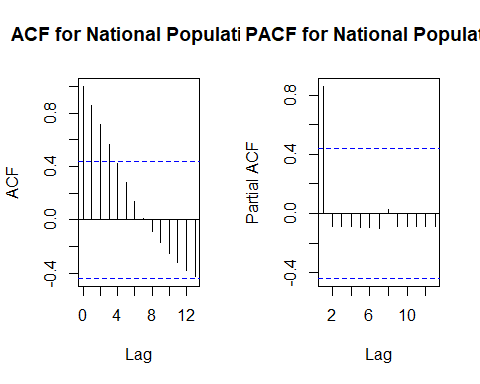 ACF for National Populati
PACF for National Populat
ACF
-0.4
0.0
0.4
0.8
0
4
8
12
Lag
Partial ACF
-0.4
0.0
0.4
0.8
2
6
10
Lag